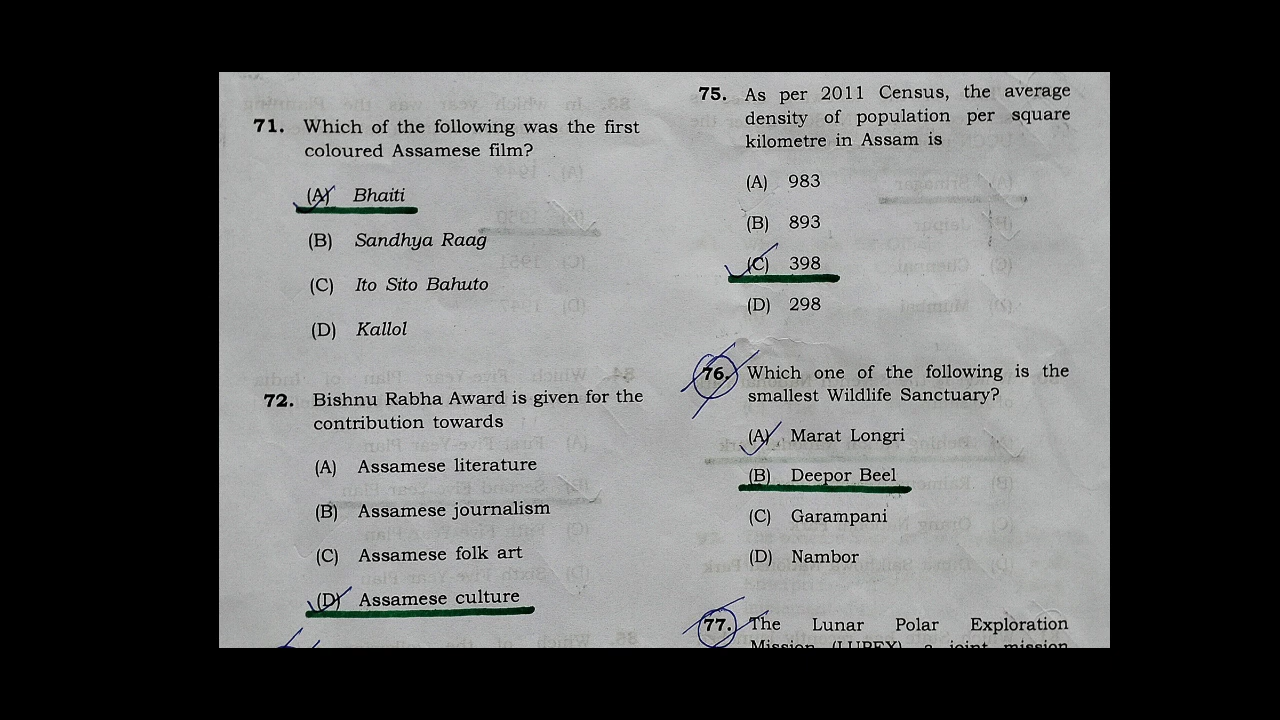 71. Which of the following was the first
coloured Assamese film?
(A) Bhaiti
(B) Sandhya Raag
(C) Ito Sito Bahuto
(D) Kallol
72. Bishnu Rabha Award is given for the
contribution towards
(A) Assamese literature
(B) Assamese journalism
(C) Assamese folk art
(D) Assamese culture
75. As per 2011 Census, the average
density of population per square
kilometre in Assam is
(A) 983
(B) 893
(C) 398
(D) 298
76. Which one of the following is the
smallest Wildlife Sanctuary?
(A) Marat Longri
(B) Deepor Beel
(C) Garampani
(D) Nambor
77. The Lunar Polar Exploration
Mission (LUPEX), a joint mission